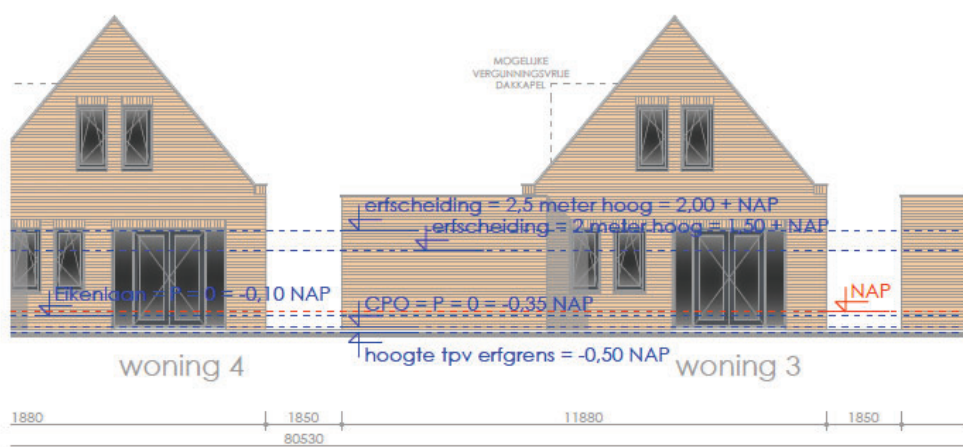 MOGELIJKE
VERGUNNINGSVRIJE
DAKKAPEL
erfscheiding = 2,5 meter hoog = 2,00 + NAP
erfscheiding = 2 meter hoog = 1,50 + NAP
Eikenlaan = P = 0 = -0,10 NAP
CPO = P = 0 = -0,35 NAP
NAP
hoogte tpv erfgrens = -0,50 NAP
woning 4
woning 3
1880
1850
11880
1850
80530